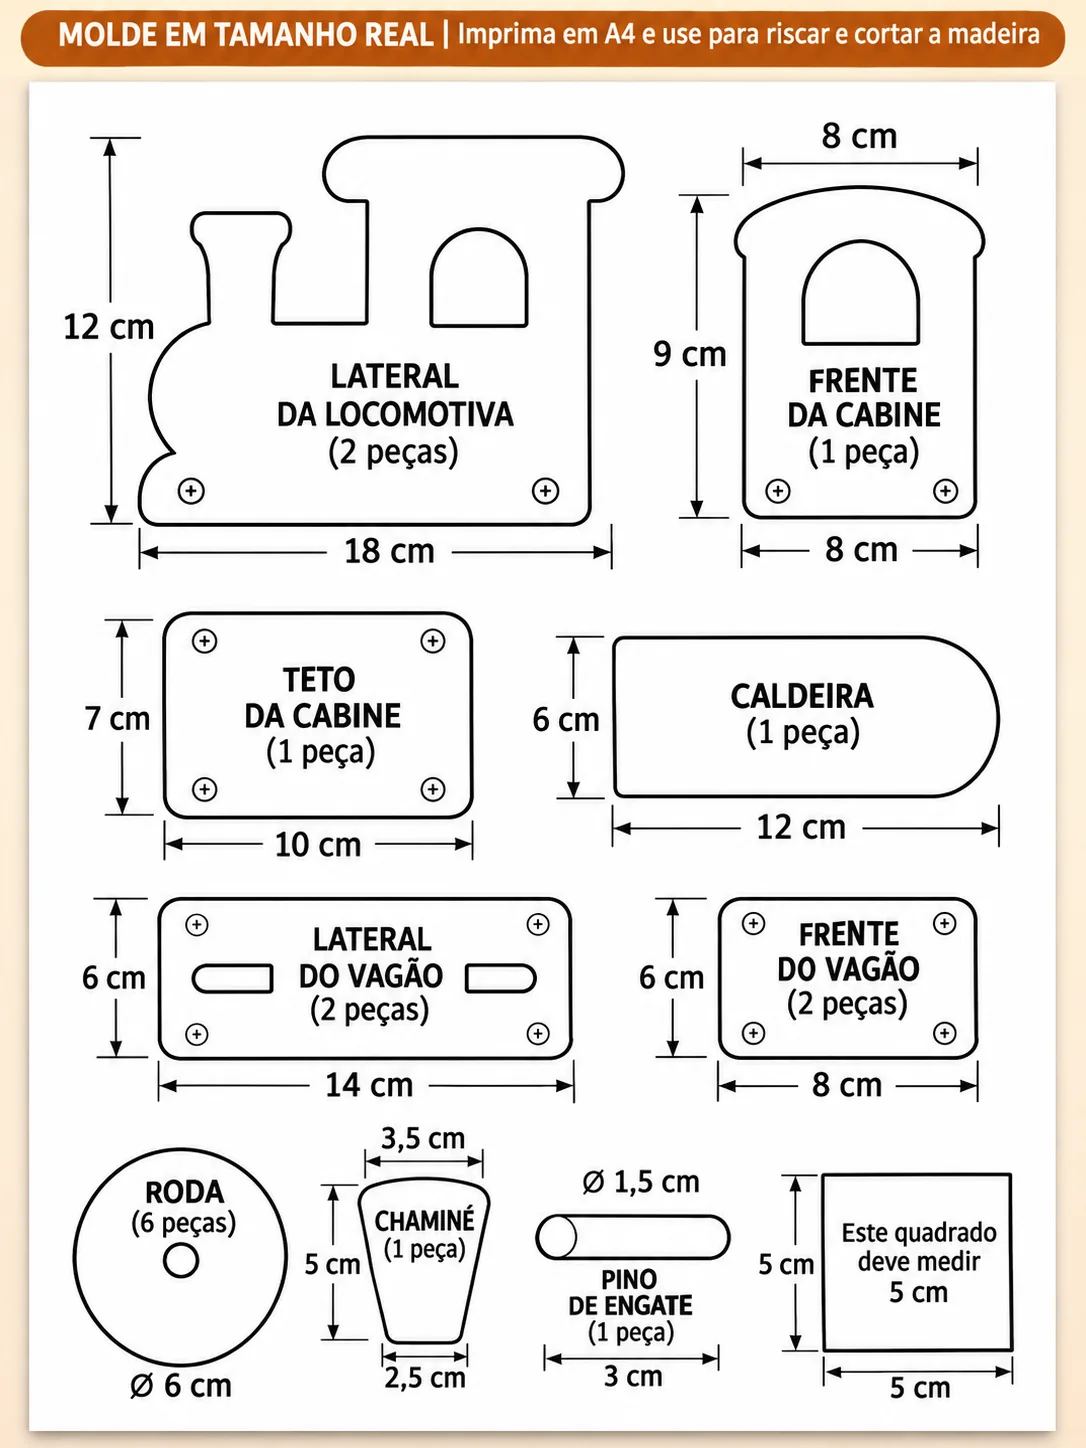 MOLDE EM TAMANHO REAL | Imprima em A4 e use para riscar e cortar a madeira
8 cm
12 cm
LATERAL
DA LOCOMOTIVA
(2 peças)
18 cm
9 cm
FRENTE
DA CABINE
(1 peça)
8 cm
7 cm
TETO
DA CABINE
(1 peça)
10 cm
6 cm
CALDEIRA
(1 peça)
12 cm
6 cm
LATERAL
DO VAGÃO
(2 peças)
14 cm
6 cm
FRENTE
DO VAGÃO
(2 peças)
8 cm
RODA
(6 peças)
Ø 6 cm
3,5 cm
5 cm
CHAMINÉ
(1 peça)
2,5 cm
Ø 1,5 cm
PINO
DE ENGATE
(1 peça)
3 cm
5 cm
Este quadrado
deve medir
5 cm
5 cm